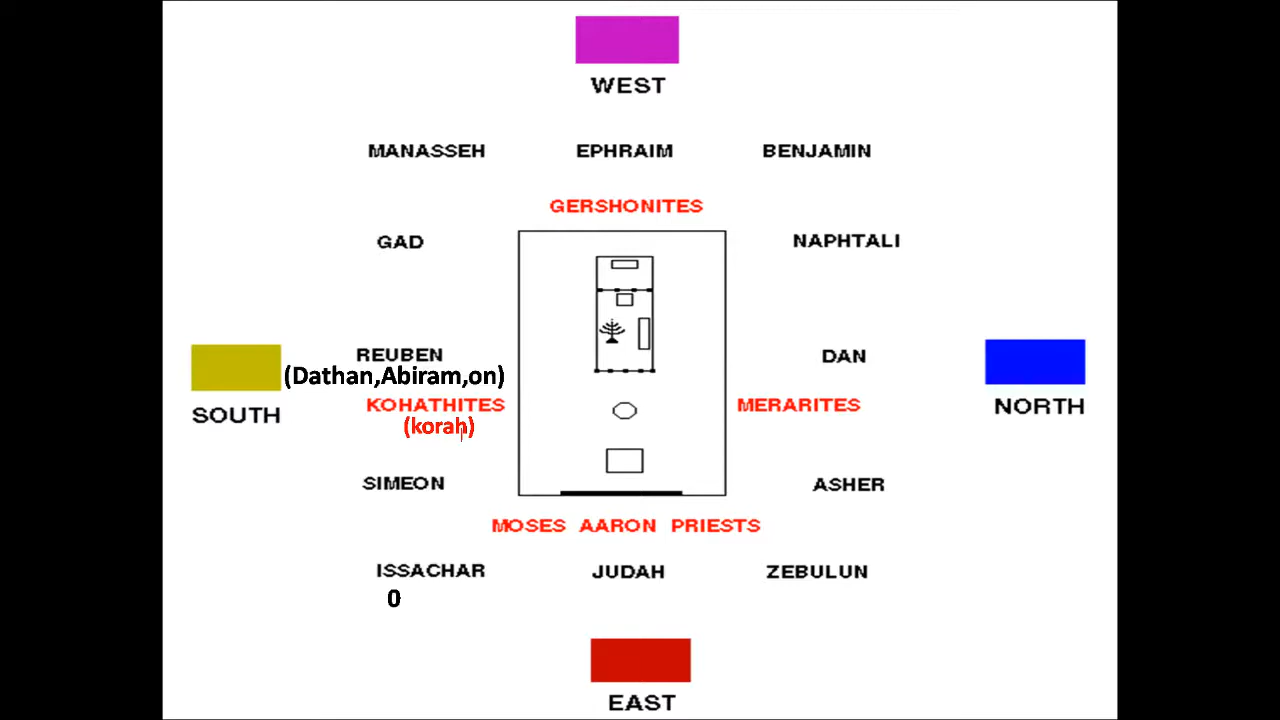 WEST
MANASSEH EPHRAIM BENJAMIN
GERSHONITES
GAD NAPHTALI
REUBEN DAN
(Dathan,Abiram,on)
SOUTH KOHATHITES MERARITES NORTH
(korah)
SIMEON ASHER
MOSES AARON PRIESTS
ISSACHAR JUDAH ZEBULUN
0
EAST